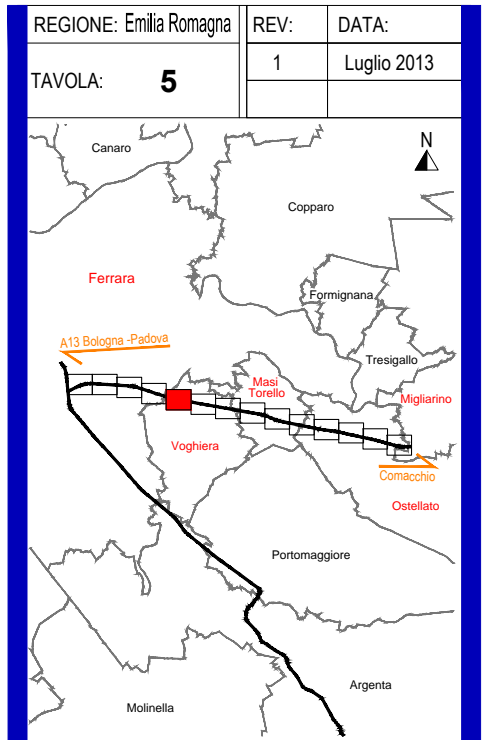 REGIONE: Emilia Romagna
REV:
DATA:
1
Luglio 2013
TAVOLA:
5
Canaro
N
Copparo
Ferrara
Formignana
A13 Bologna -Padova
Tresigallo
Masi
Torello
Migliarino
Voghiera
Comacchio
Ostellato
Portomaggiore
Argenta
Molinella